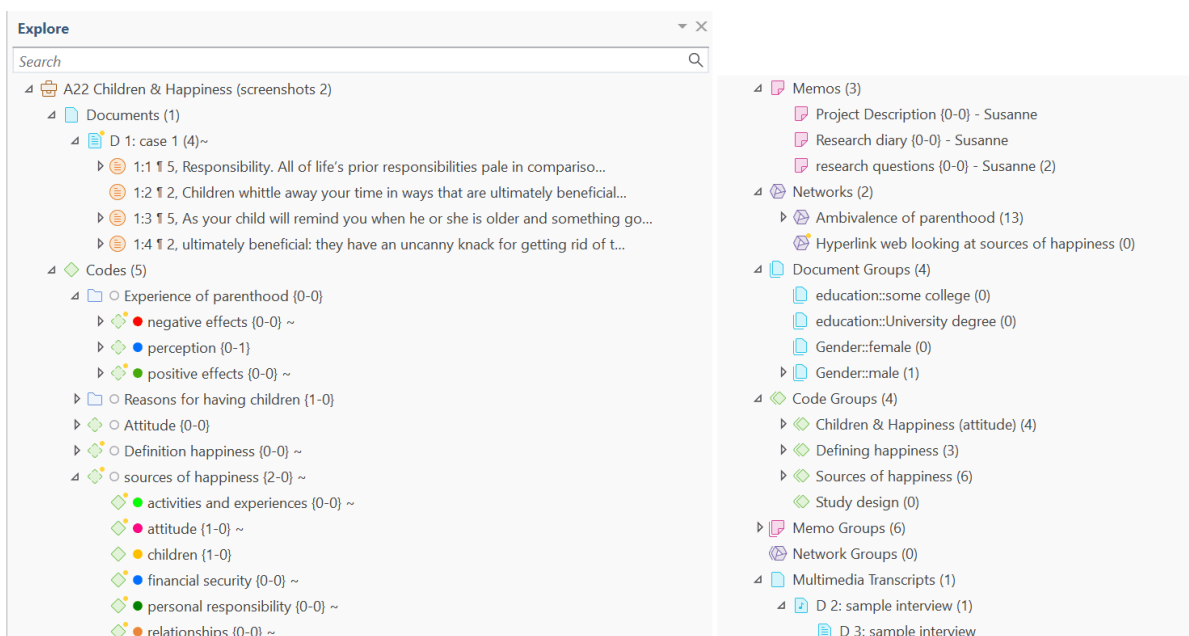 Explore
Search
A22 Children & Happiness (screenshots 2)
Documents (1)
D 1: case 1 (4)~
1:1 ¶ 5, Responsibility. All of life's prior responsibilities pale in compariso...
1:2 ¶ 2, Children whittle away your time in ways that are ultimately beneficial...
1:3 ¶ 5, As your child will remind you when he or she is older and something go...
1:4 ¶ 2, ultimately beneficial: they have an uncanny knack for getting rid of t...
Codes (5)
Experience of parenthood {0-0}
negative effects {0-0} ~
perception {0-1}
positive effects {0-0} ~
Reasons for having children {1-0}
Attitude {0-0}
Definition happiness {0-0} ~
sources of happiness {2-0} ~
activities and experiences {0-0} ~
attitude {1-0} ~
children {1-0}
financial security {0-0} ~
personal responsibility {0-0} ~
relationships {0-0} ~
Memos (3)
Project Description {0-0} - Susanne
Research diary {0-0} - Susanne
research questions {0-0} - Susanne (2)
Networks (2)
Ambivalence of parenthood (13)
Hyperlink web looking at sources of happiness (0)
Document Groups (4)
education::some college (0)
education::University degree (0)
Gender::female (0)
Gender::male (1)
Code Groups (4)
Children & Happiness (attitude) (4)
Defining happiness (3)
Sources of happiness (6)
Study design (0)
Memo Groups (6)
Network Groups (0)
Multimedia Transcripts (1)
D 2: sample interview (1)
D 3: sample interview